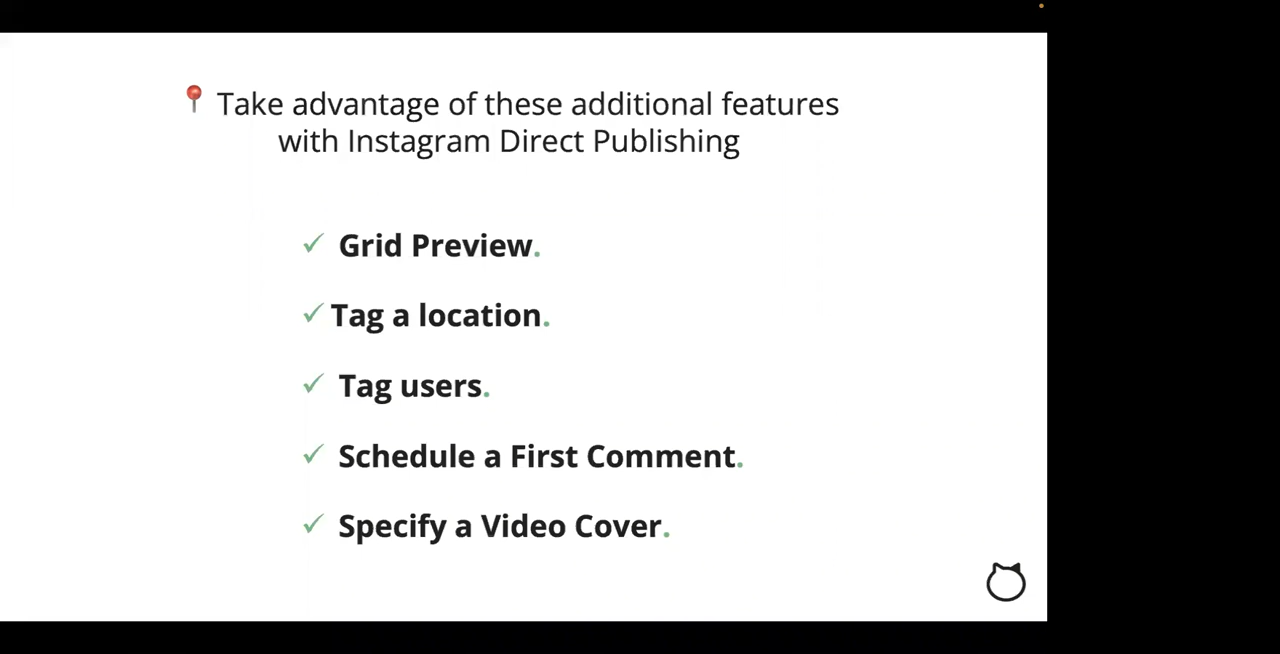 📍 Take advantage of these additional features
with Instagram Direct Publishing
✓ Grid Preview.
✓ Tag a location.
✓ Tag users.
✓ Schedule a First Comment.
✓ Specify a Video Cover.